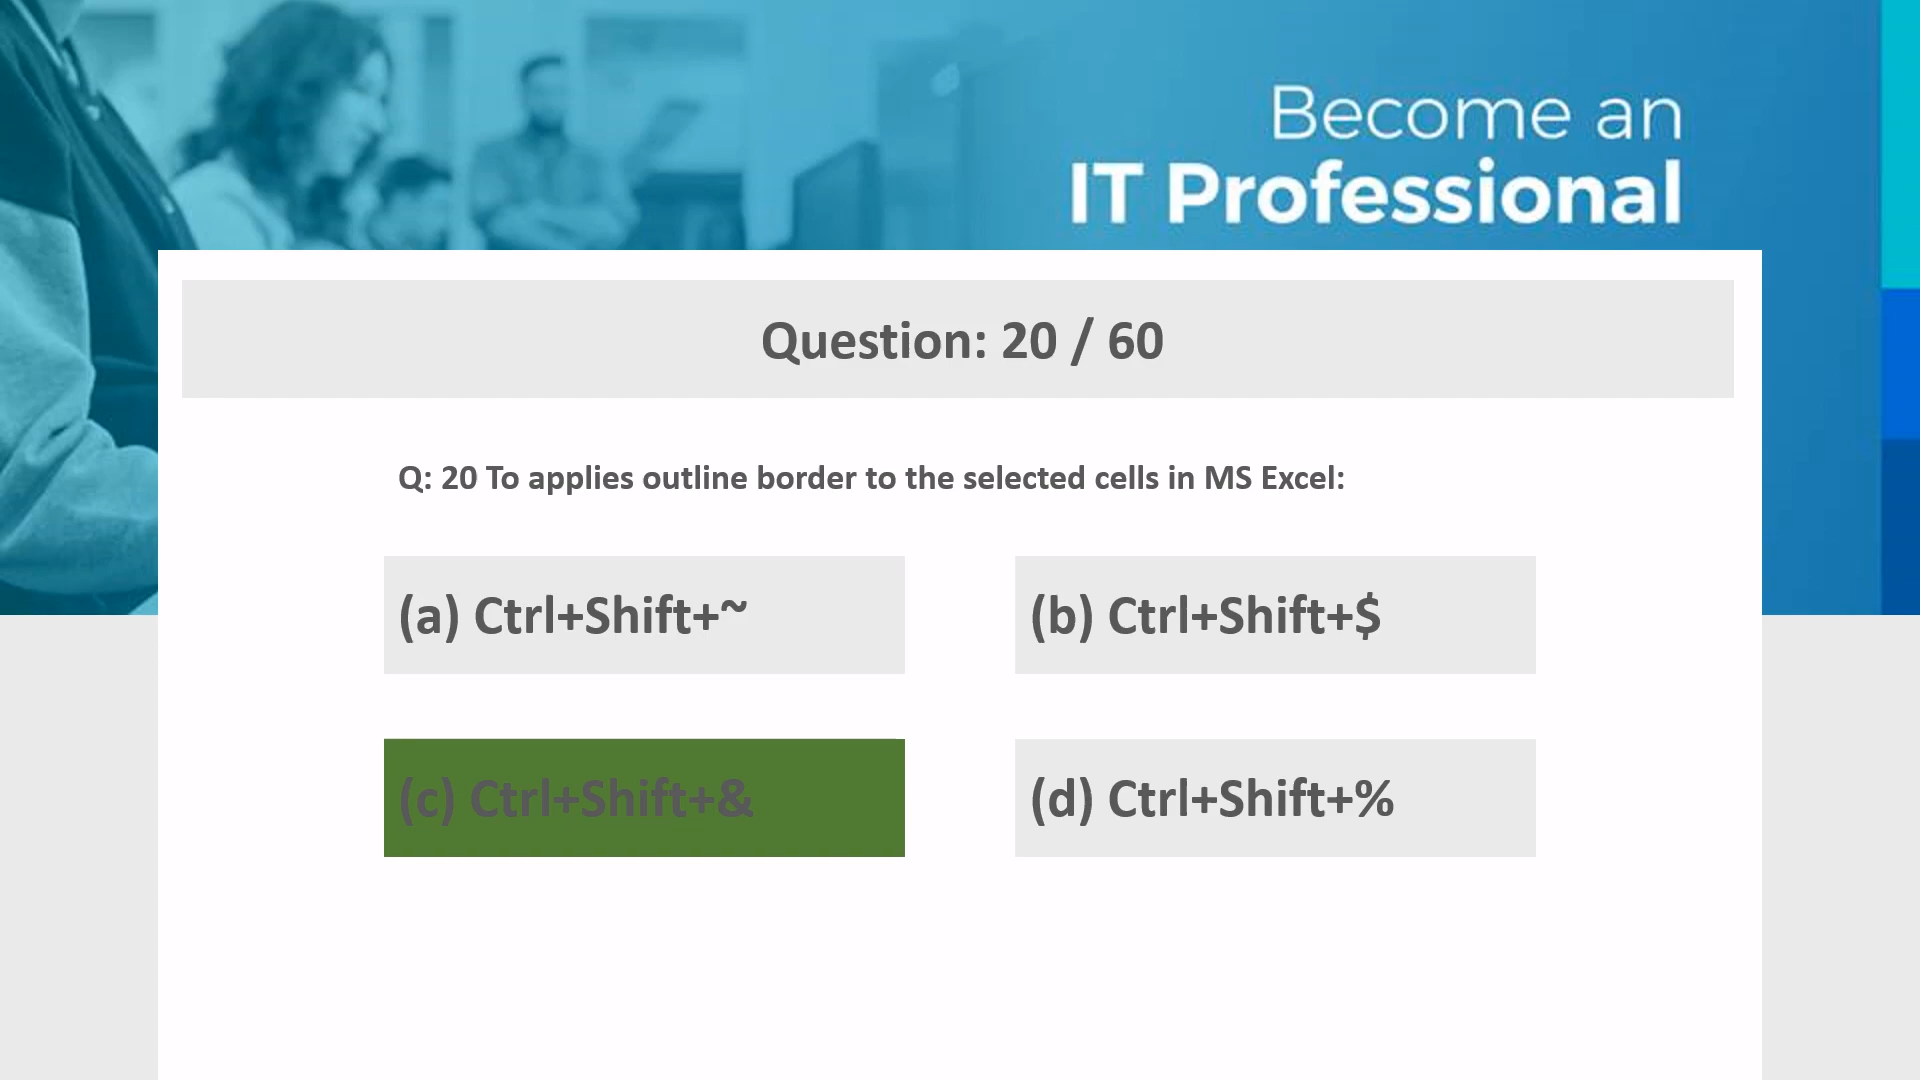 Become an
IT Professional
Question: 20 / 60
Q: 20 To applies outline border to the selected cells in MS Excel:
(a) Ctrl+Shift+~
(b) Ctrl+Shift+$
(c) Ctrl+Shift+&
(d) Ctrl+Shift+%